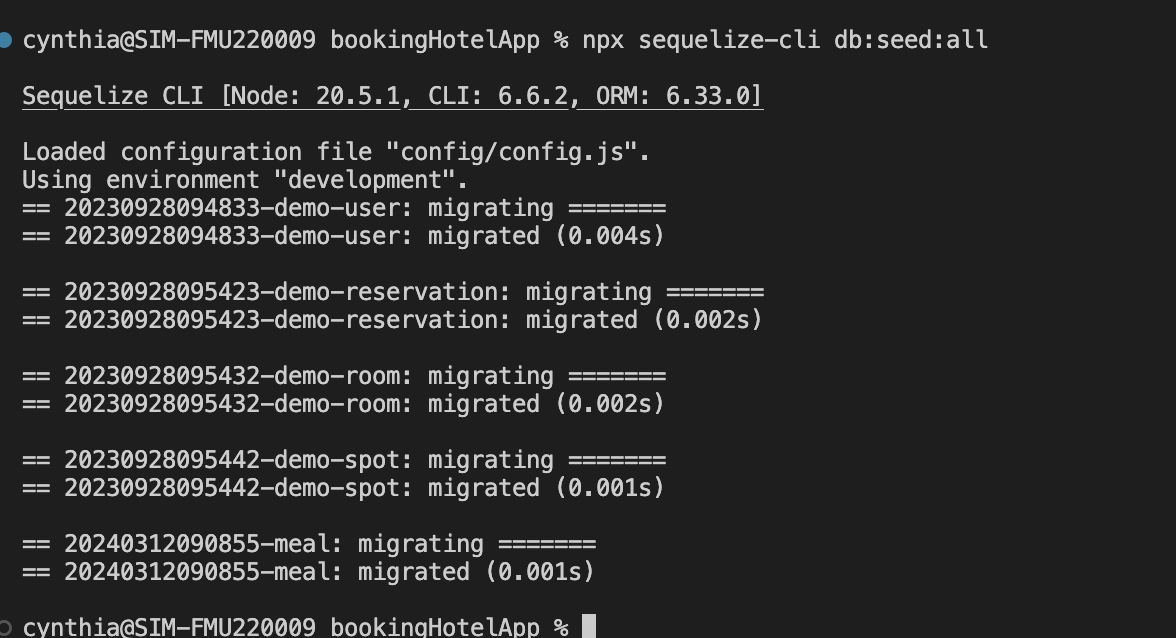 cynthia@SIM-FMU220009 bookingHotelApp % npx sequelize-cli db:seed:all
Sequelize CLI [Node: 20.5.1, CLI: 6.6.2, ORM: 6.33.0]
Loaded configuration file "config/config.js".
Using environment "development".
== 20230928094833-demo-user: migrating =======
== 20230928094833-demo-user: migrated (0.004s)
== 20230928095423-demo-reservation: migrating =======
== 20230928095423-demo-reservation: migrated (0.002s)
== 20230928095432-demo-room: migrating =======
== 20230928095432-demo-room: migrated (0.002s)
== 20230928095442-demo-spot: migrating =======
== 20230928095442-demo-spot: migrated (0.001s)
== 20240312090855-meal: migrating =======
== 20240312090855-meal: migrated (0.001s)
cynthia@SIM-FMU220009 bookingHotelApp %